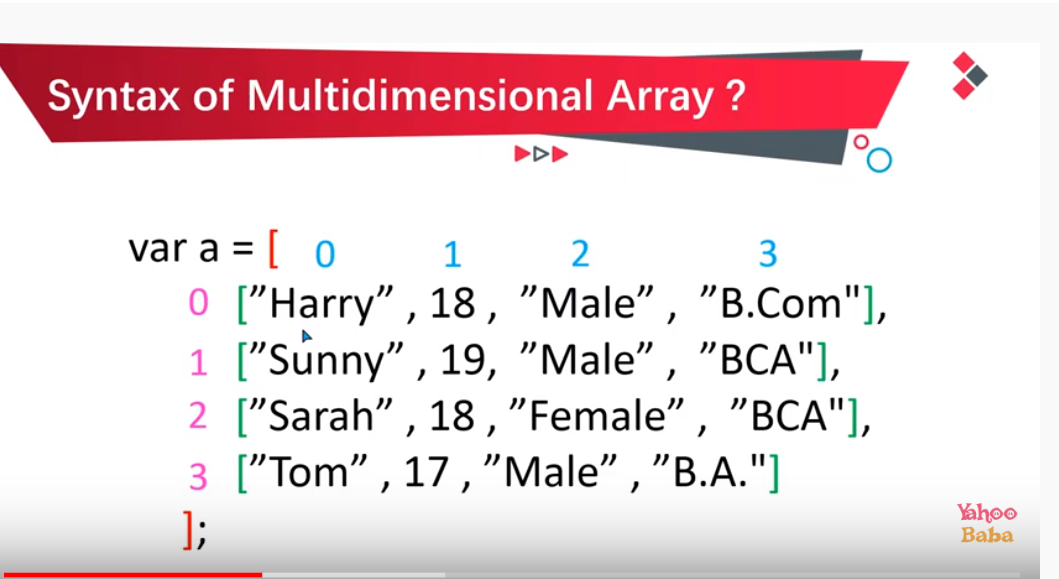 Syntax of Multidimensional Array ?
var a = [ 0 1 2 3
0 [”Harry” , 18 , ”Male” , ”B.Com"],
1 [”Sunny” , 19, ”Male” , ”BCA"],
2 [”Sarah” , 18 , ”Female” , ”BCA"],
3 [”Tom” , 17 , ”Male” , ”B.A."]
];
Yahoo
Baba